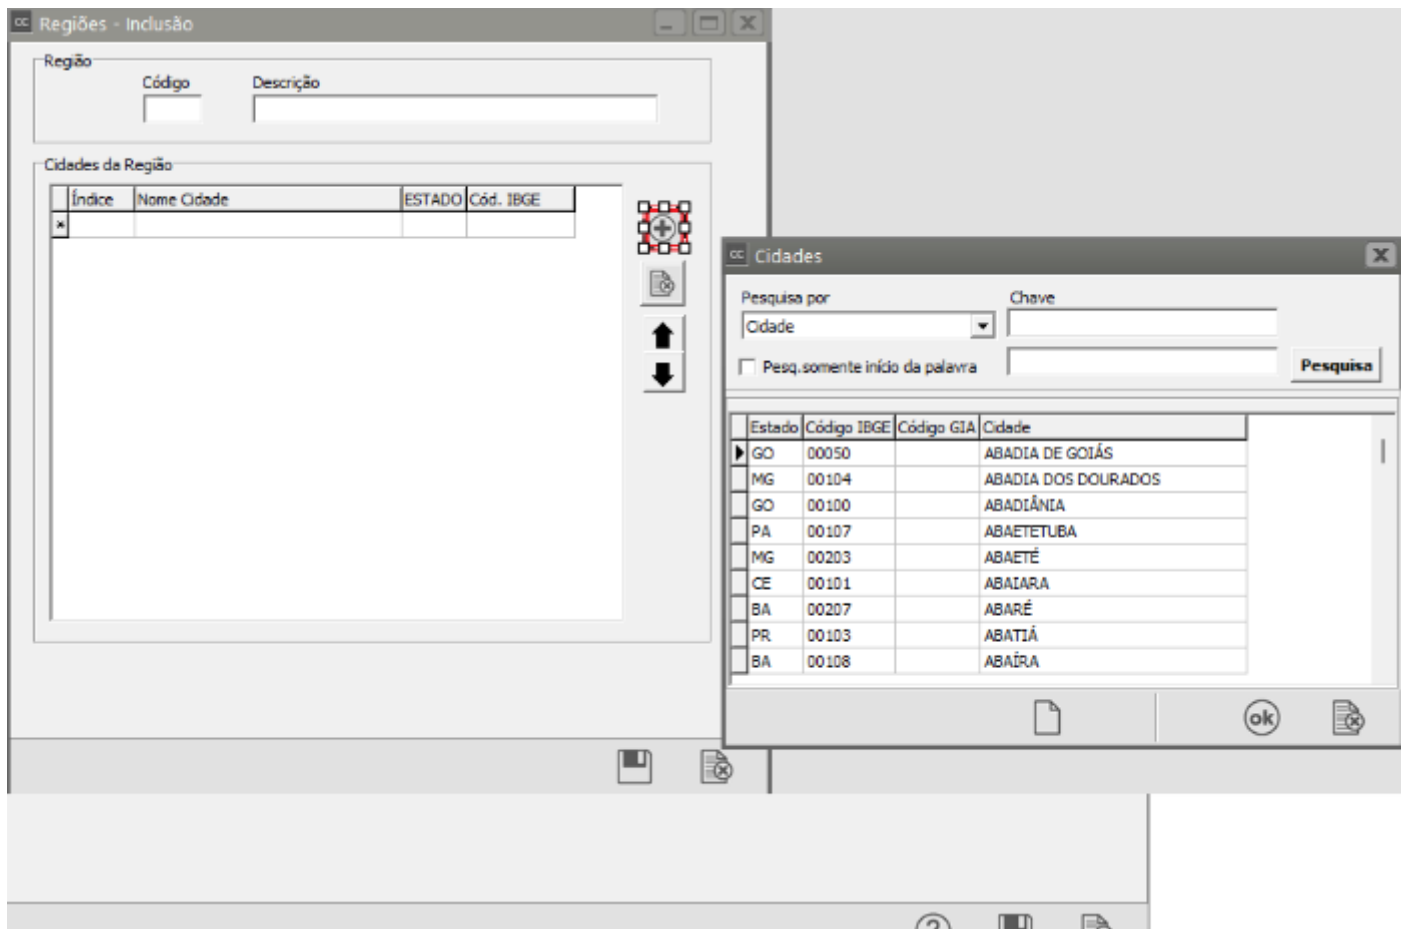 cc Regiões - Inclusão
Região
Código Descrição
Cidades da Região
Índice Nome Cidade ESTADO Cód. IBGE
*
cc Cidades
Pesquisa por Chave
Cidade
Pesq.somente início da palavra Pesquisa
Estado Código IBGE Código GIA Cidade
GO 00050 ABADIA DE GOIÁS
MG 00104 ABADIA DOS DOURADOS
GO 00100 ABADIÂNIA
PA 00107 ABAETETUBA
MG 00203 ABAETÉ
CE 00101 ABAIARA
BA 00207 ABARÉ
PR 00103 ABATIÁ
BA 00108 ABAÍRA
ok
?